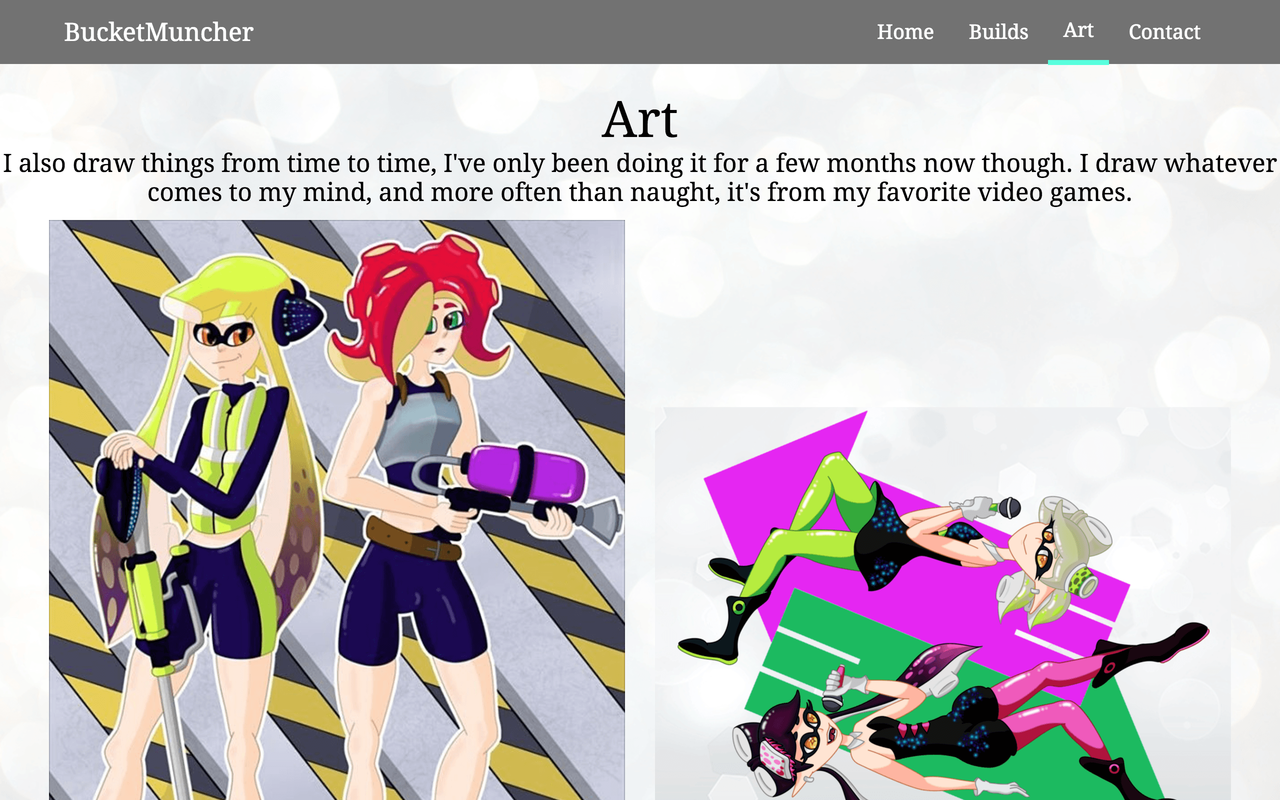 BucketMuncher
Home Builds Art Contact
Art
I also draw things from time to time, I've only been doing it for a few months now though. I draw whatever
comes to my mind, and more often than naught, it's from my favorite video games.